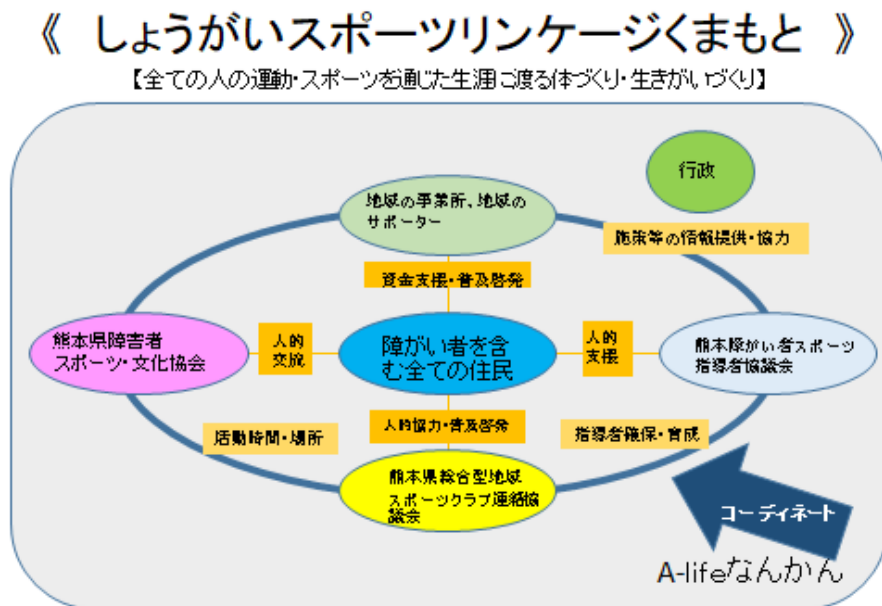 《 しょうがいスポーツリンケージくまもと 》
【全ての人の運動・スポーツを通じた生涯に渡る体づくり・生きがいづくり】
行政
地域の事業所、地域の
サポーター
施策等の情報提供・協力
資金支援・普及啓発
熊本県障害者
スポーツ・文化協会
人的
交流
障がい者を含
む全ての住民
人的
支援
熊本障がい者スポーツ
指導者協議会
人的協力・普及啓発
活動時間・場所
指導者確保・育成
熊本県総合型地域
スポーツクラブ連絡協
議会
コーディネート
A-lifeなんかん